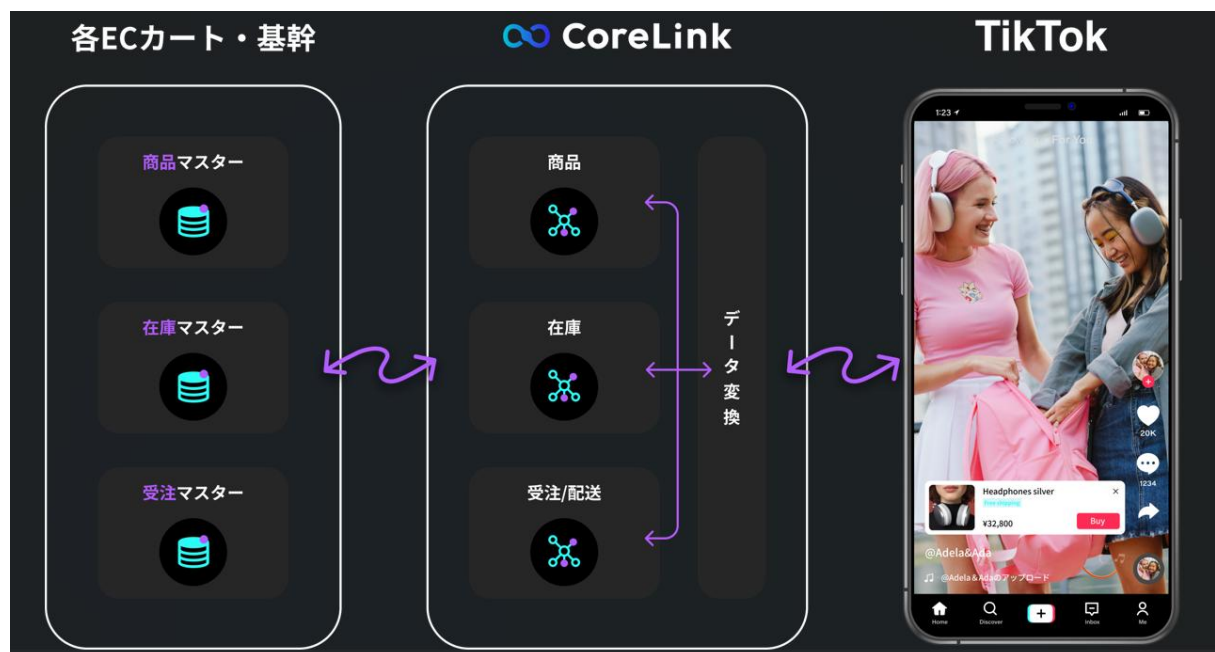 各ECカート・基幹
CoreLink
TikTok
商品マスター
在庫マスター
受注マスター
商品
在庫
受注/配送
データ変換
1:23
For You
20K
1234
Headphones silver
Free shipping
¥32,800
Buy
@Adela&Ada
@Adela&Adaのアップロード
Home
Discover
Inbox
Me